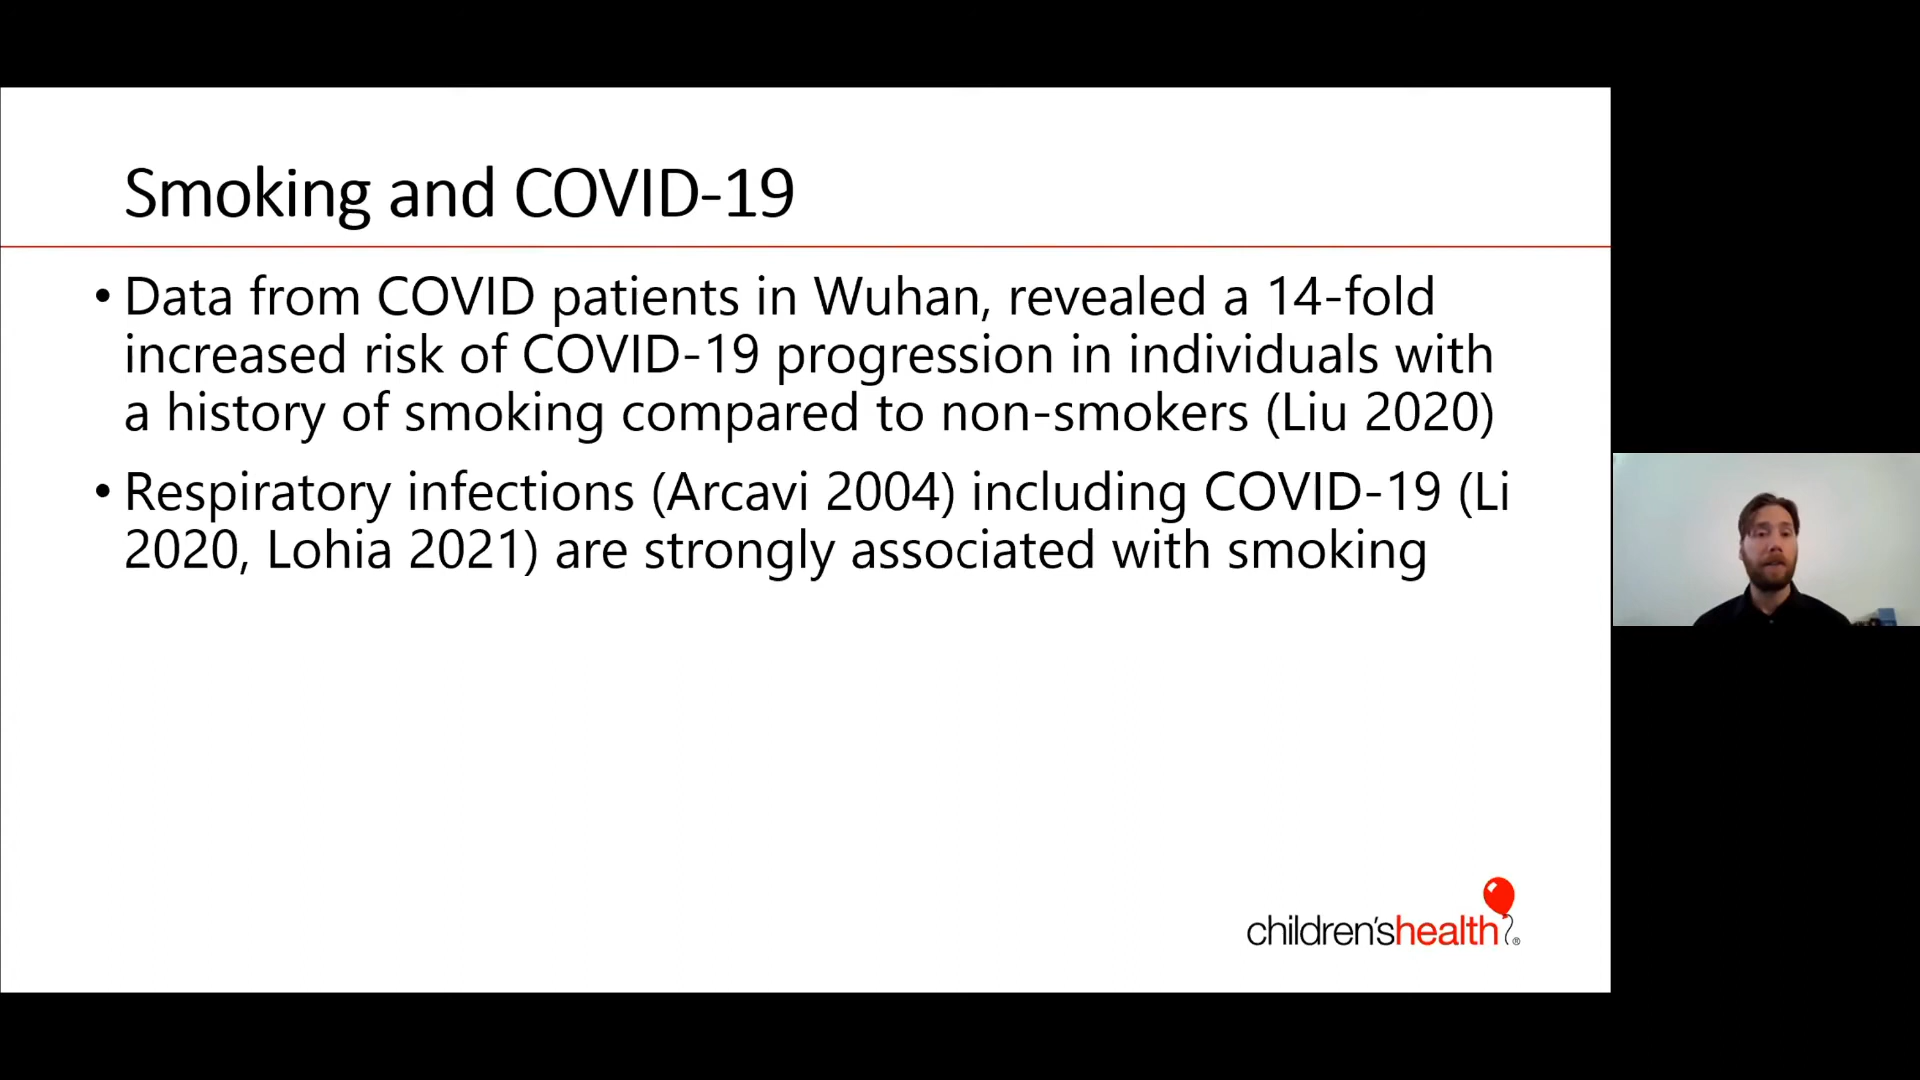 Smoking and COVID-19
• Data from COVID patients in Wuhan, revealed a 14-fold
increased risk of COVID-19 progression in individuals with
a history of smoking compared to non-smokers (Liu 2020)
• Respiratory infections (Arcavi 2004) including COVID-19 (Li
2020, Lohia 2021) are strongly associated with smoking
children'shealth®